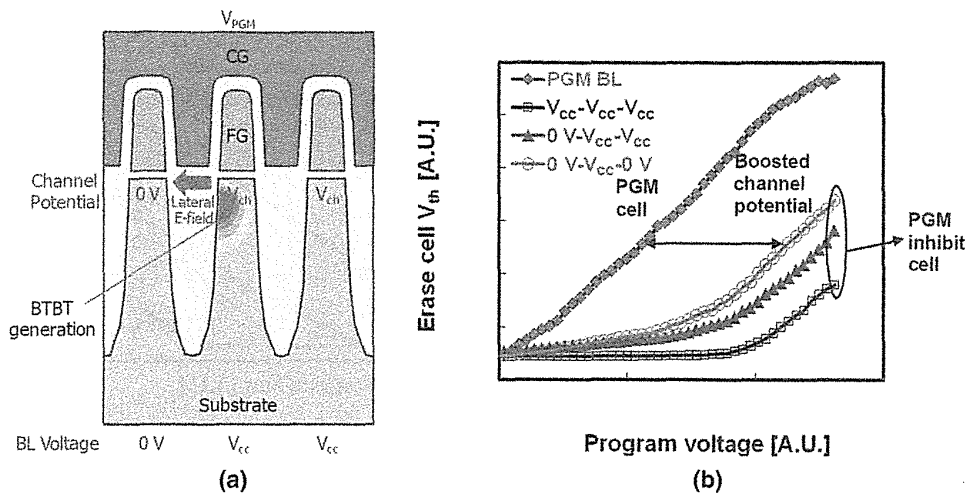 V_PGM
CG
FG
Channel
Potential
0 V
V_ch
V_ch
Lateral
E-field
BTBT
generation
Substrate
BL Voltage 0 V V_cc V_cc
(a)
Erase cell V_th [A.U.]
PGM BL
V_CC-V_CC-V_CC
0 V-V_CC-V_CC
0 V-V_CC-0 V
PGM
cell
Boosted
channel
potential
PGM
inhibit
cell
Program voltage [A.U.]
(b)